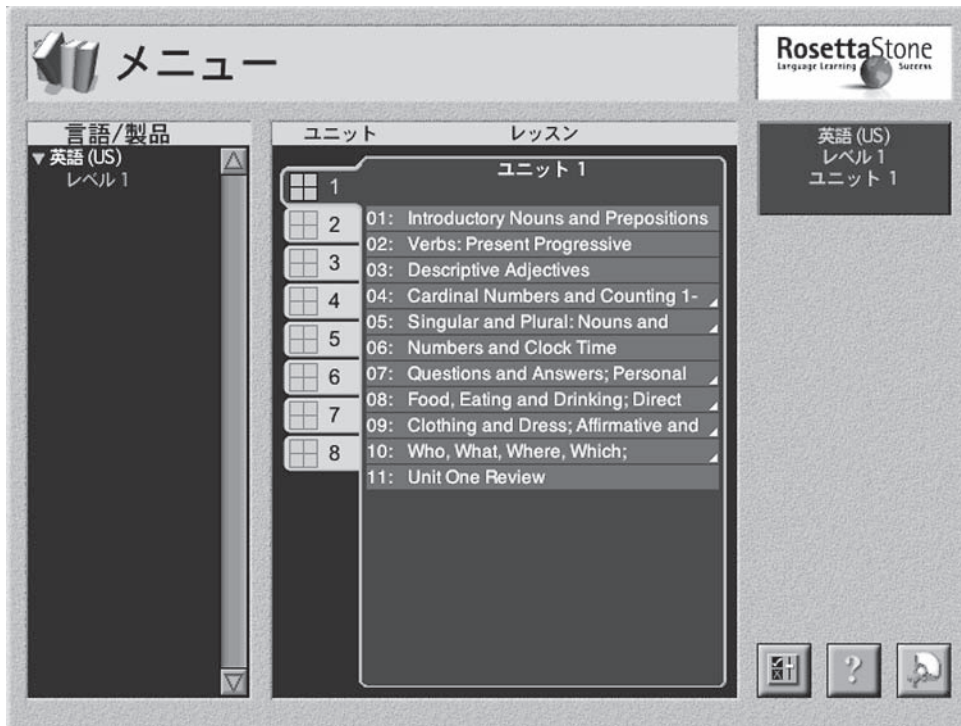 メニュー
RosettaStone
Language Learning Success
言語/製品
▼英語 (US)
レベル 1
ユニット
レッスン
ユニット 1
1
2
3
4
5
6
7
8
01: Introductory Nouns and Prepositions
02: Verbs: Present Progressive
03: Descriptive Adjectives
04: Cardinal Numbers and Counting 1-
05: Singular and Plural: Nouns and
06: Numbers and Clock Time
07: Questions and Answers; Personal
08: Food, Eating and Drinking; Direct
09: Clothing and Dress; Affirmative and
10: Who, What, Where, Which;
11: Unit One Review
英語 (US)
レベル 1
ユニット 1
?